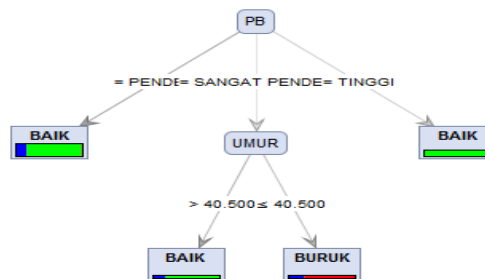 PB
= PENDE= SANGAT PENDE= TINGGI
BAIK
UMUR
BAIK
> 40.500≤ 40.500
BAIK
BURUK